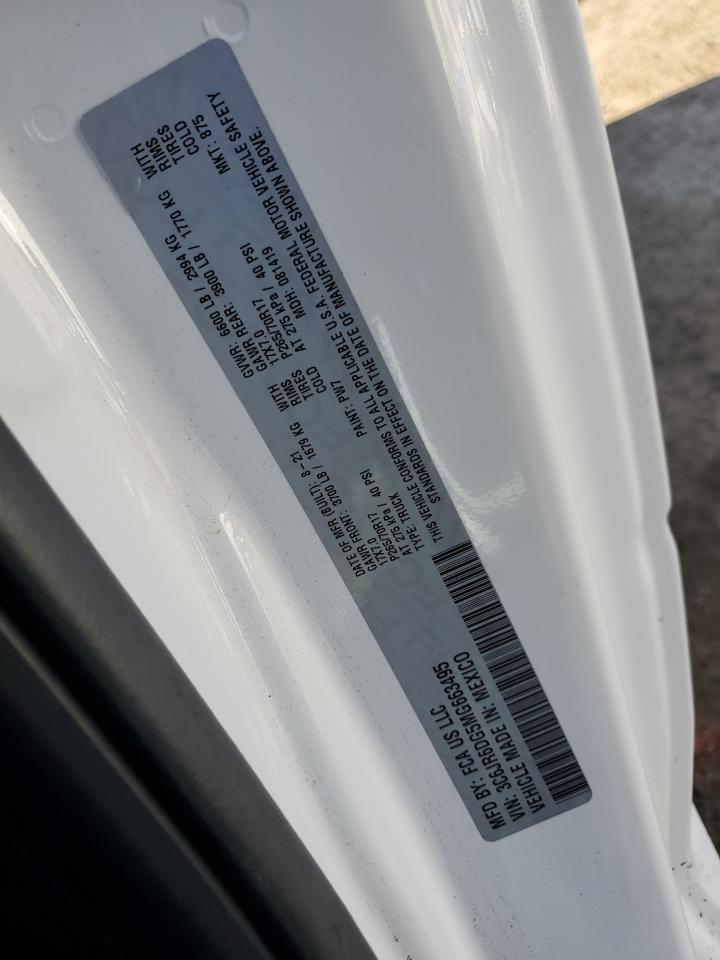 MFD BY: FCA US LLC
VIN: 3C6JR6DG5MG663495
VEHICLE MADE IN: MEXICO
DATE OF MFR (BUILT): 8-21 GVWR: 6600 LB / 2994 KG
GAWR FRONT: 3700 LB / 1679 KG WITH GAWR REAR: 3900 LB / 1770 KG WITH
17X7.0 RIMS 17X7.0 RIMS
P265/70R17 TIRES P265/70R17 TIRES
AT 275 kPa / 40 PSI COLD AT 275 kPa / 40 PSI COLD
TYPE: TRUCK PAINT: PW7 MDH: 081419 MKT: 875
THIS VEHICLE CONFORMS TO ALL APPLICABLE U.S.A. FEDERAL MOTOR VEHICLE SAFETY
STANDARDS IN EFFECT ON THE DATE OF MANUFACTURE SHOWN ABOVE.